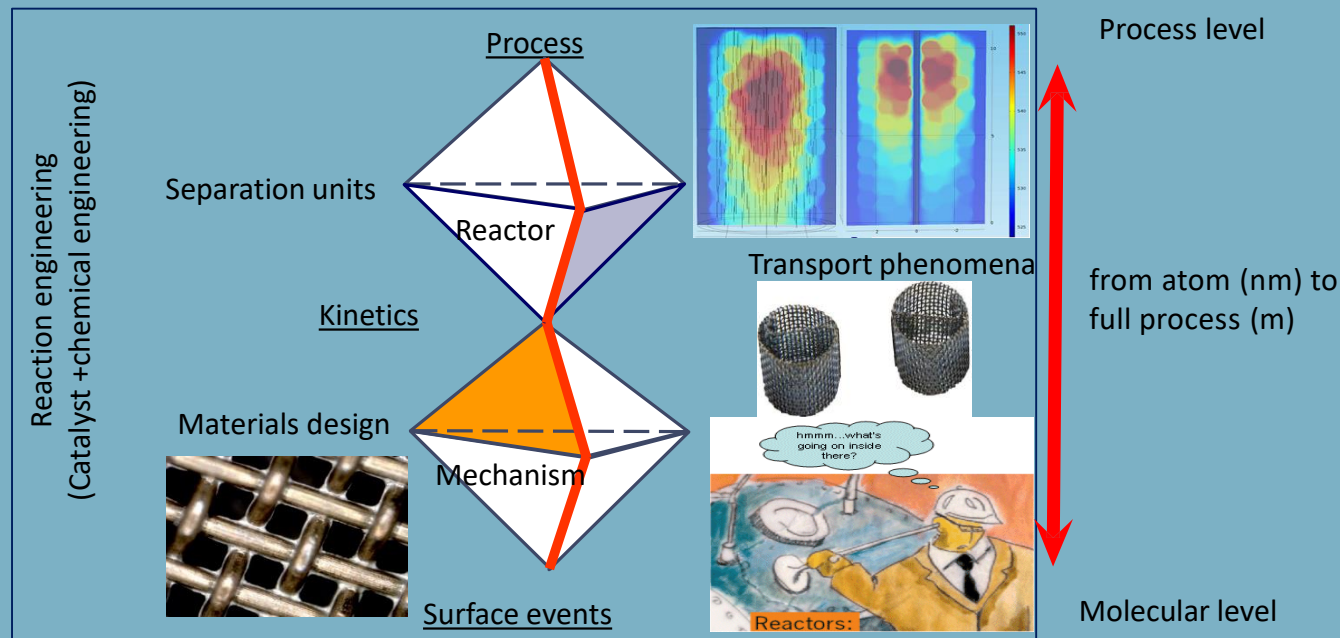 Process
Process level
Reaction engineering
(Catalyst +chemical engineering)
Separation units
Reactor
Transport phenomena
from atom (nm) to
full process (m)
Kinetics
Materials design
Mechanism
hmmm...what's
going on inside
there?
Surface events
Reactors:
Molecular level